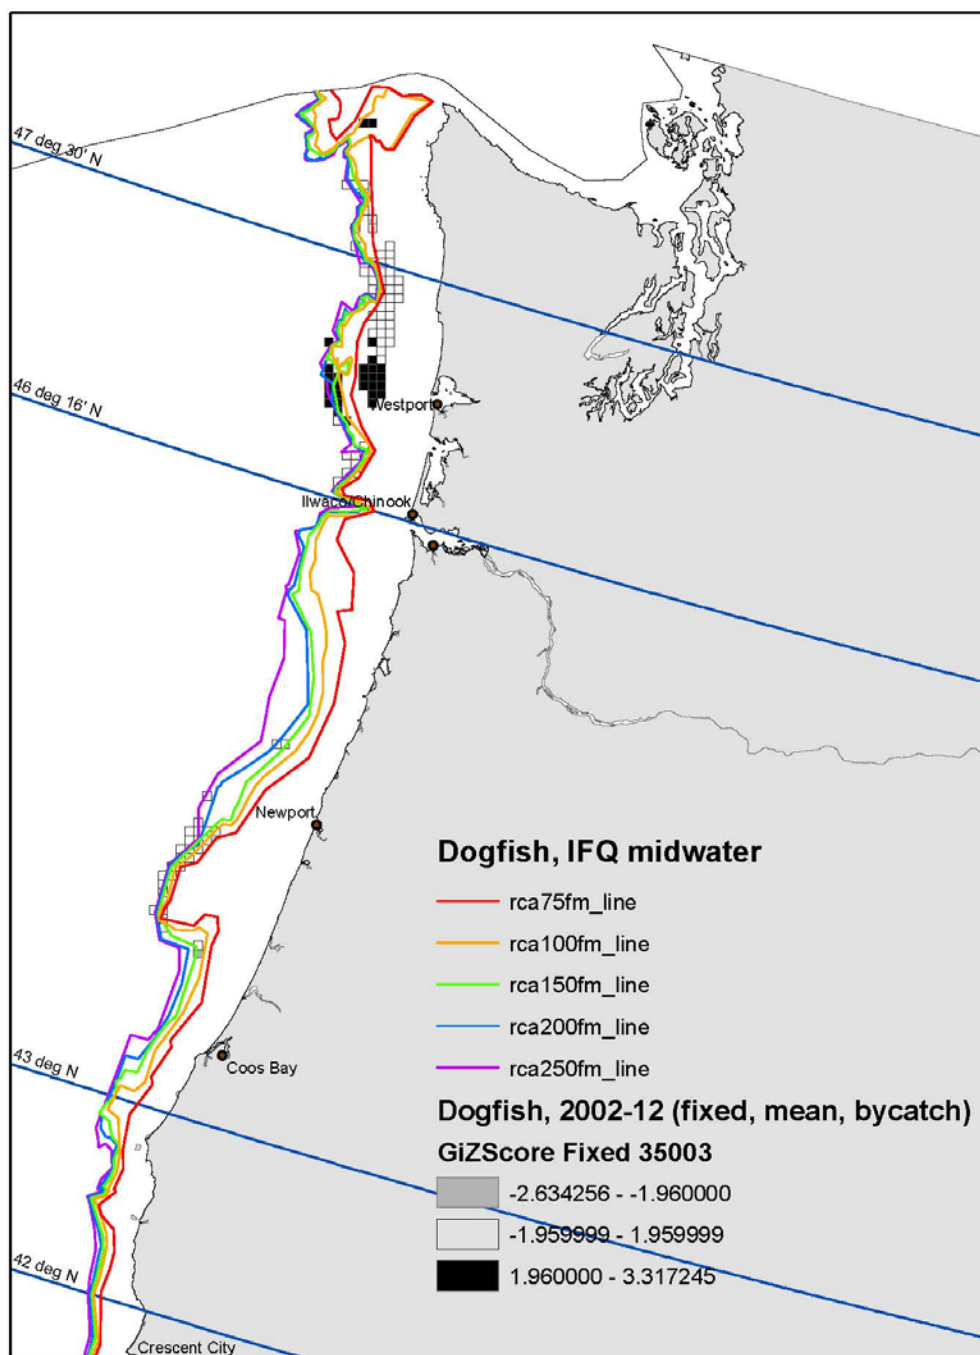 47 deg 30' N
46 deg 16' N
Westport
Ilwaco/Chinook
Newport
Dogfish, IFQ midwater
rca75fm_line
rca100fm_line
rca150fm_line
rca200fm_line
rca250fm_line
Coos Bay
43 deg N
Dogfish, 2002-12 (fixed, mean, bycatch)
GiZScore Fixed 35003
-2.634256 - -1.960000
-1.959999 - 1.959999
1.960000 - 3.317245
42 deg N
Crescent City